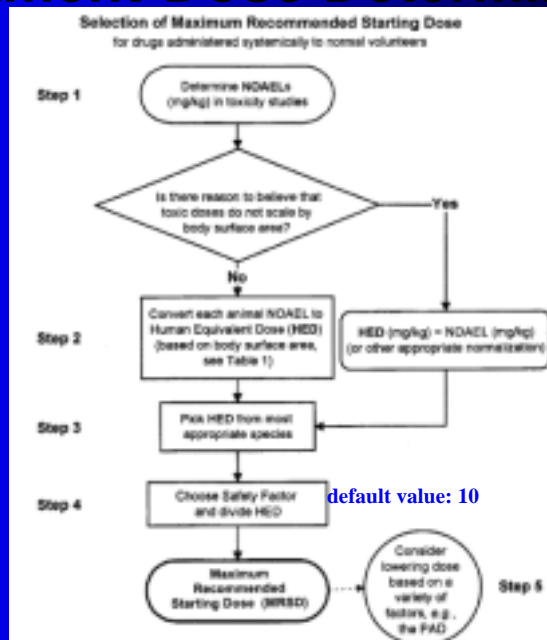 Selection of Maximum Recommended Starting Dose
for drugs administered systemically to normal volunteers
Step 1
Determine NOAELs
(mg/kg) in toxicity studies
Is there reason to believe that
toxic doses do not scale by
body surface area?
Yes
No
Step 2
Convert each animal NOAEL to
Human Equivalent Dose (HED)
(based on body surface area,
see Table 1)
HED (mg/kg) = NOAEL (mg/kg)
(or other appropriate normalization)
Step 3
Pick HED from most
appropriate species
Step 4
Choose Safety Factor
and divide HED
default value: 10
Maximum
Recommended
Starting Dose (MRSD)
Consider
lowering dose
based on a
variety of
factors, e.g.,
the PAD
Step 5